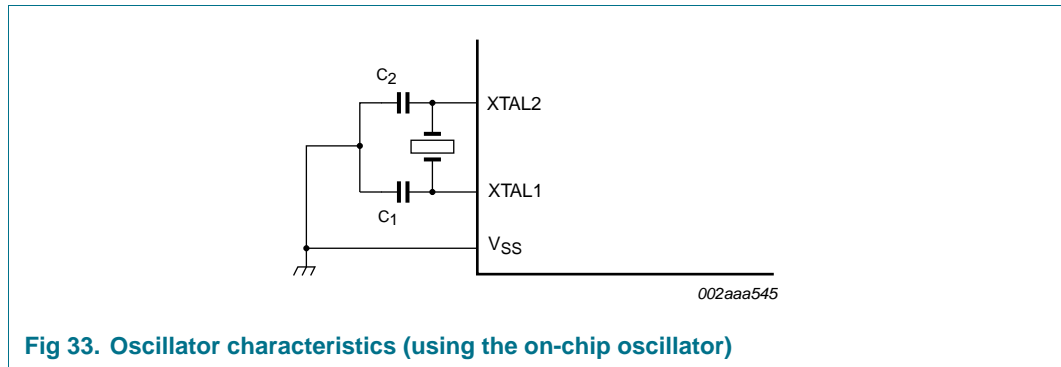 C2
XTAL2
XTAL1
C1
VSS
002aaa545
Fig 33. Oscillator characteristics (using the on-chip oscillator)